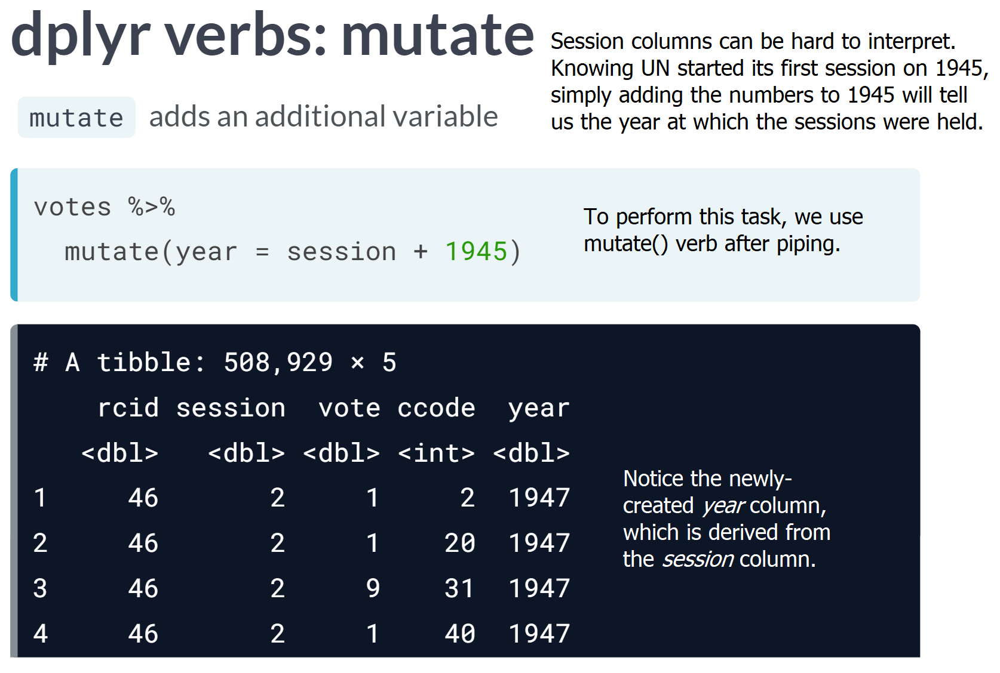 dplyr verbs: mutate
Session columns can be hard to interpret.
Knowing UN started its first session on 1945,
simply adding the numbers to 1945 will tell
us the year at which the sessions were held.
mutate adds an additional variable
votes %>%
  mutate(year = session + 1945)
To perform this task, we use
mutate() verb after piping.
# A tibble: 508,929 × 5
    rcid session  vote ccode  year
   <dbl>   <dbl> <dbl> <int> <dbl>
1     46       2     1     2  1947
2     46       2     1    20  1947
3     46       2     9    31  1947
4     46       2     1    40  1947
Notice the newly-
created year column,
which is derived from
the session column.